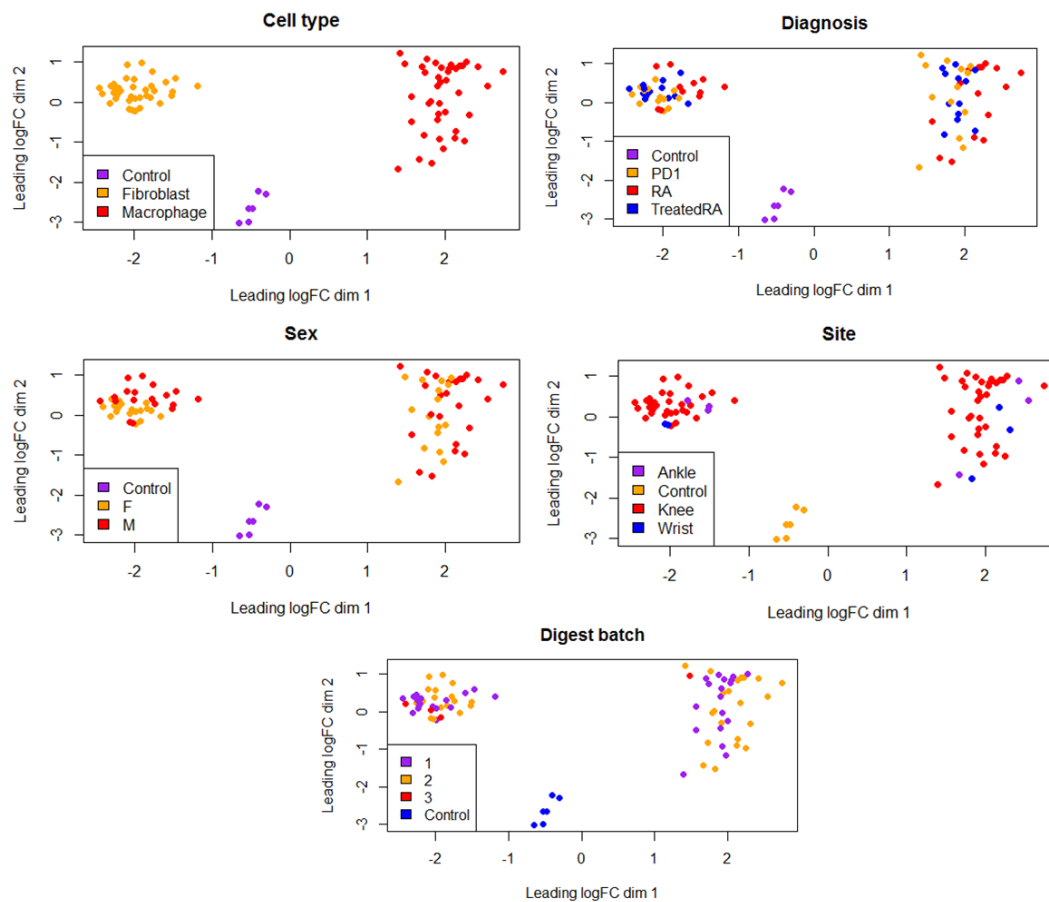 Cell type
Leading logFC dim 2
1
0
-1
-2
-3
Control
Fibroblast
Macrophage
-2 -1 0 1 2
Leading logFC dim 1
Diagnosis
Leading logFC dim 2
1
0
-1
-2
-3
Control
PD1
RA
TreatedRA
-2 -1 0 1 2
Leading logFC dim 1
Sex
Leading logFC dim 2
1
0
-1
-2
-3
Control
F
M
-2 -1 0 1 2
Leading logFC dim 1
Site
Leading logFC dim 2
1
0
-1
-2
-3
Ankle
Control
Knee
Wrist
-2 -1 0 1 2
Leading logFC dim 1
Digest batch
Leading logFC dim 2
1
0
-1
-2
-3
1
2
3
Control
-2 -1 0 1 2
Leading logFC dim 1